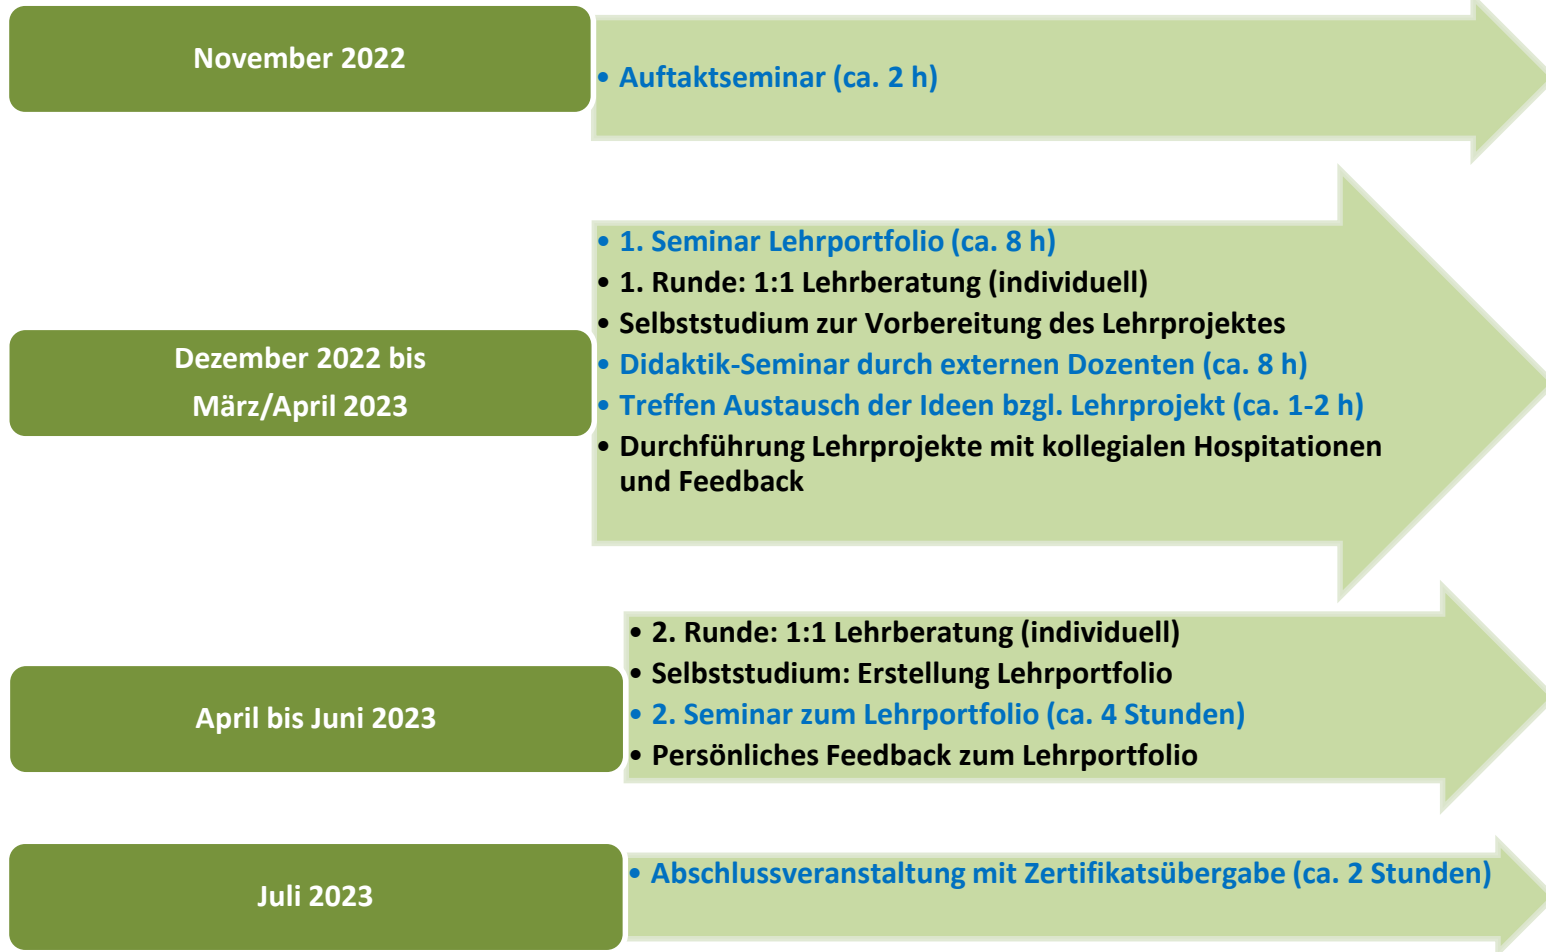 November 2022
• Auftaktseminar (ca. 2 h)
Dezember 2022 bis
März/April 2023
• 1. Seminar Lehrportfolio (ca. 8 h)
• 1. Runde: 1:1 Lehrberatung (individuell)
• Selbststudium zur Vorbereitung des Lehrprojektes
• Didaktik-Seminar durch externen Dozenten (ca. 8 h)
• Treffen Austausch der Ideen bzgl. Lehrprojekt (ca. 1-2 h)
• Durchführung Lehrprojekte mit kollegialen Hospitationen
und Feedback
April bis Juni 2023
• 2. Runde: 1:1 Lehrberatung (individuell)
• Selbststudium: Erstellung Lehrportfolio
• 2. Seminar zum Lehrportfolio (ca. 4 Stunden)
• Persönliches Feedback zum Lehrportfolio
Juli 2023
• Abschlussveranstaltung mit Zertifikatsübergabe (ca. 2 Stunden)